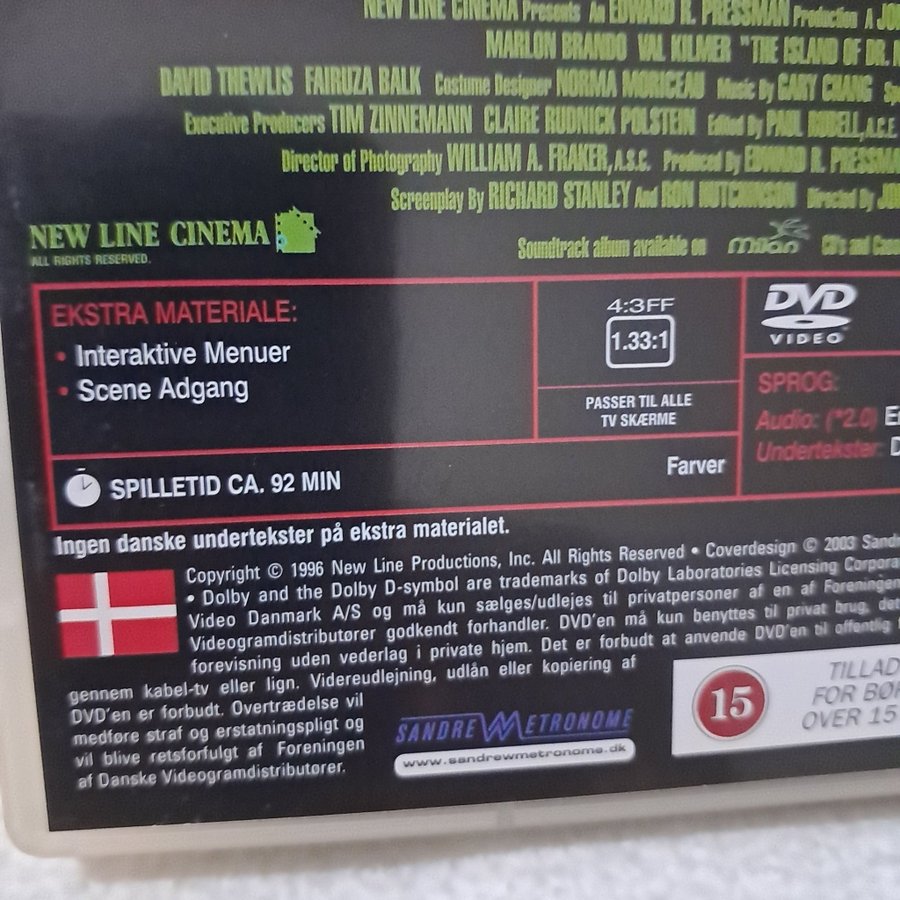 NEW LINE CINEMA Presents An EDWARD R. PRESSMAN Production A
MARLON BRANDO VAL KILMER "THE ISLAND OF DR.
DAVID THEWLIS FAIRUZA BALK Costume Designer NORMA MORICEAU Music By GARY CHANG
Executive Producers TIM ZINNEMANN CLAIRE RUDNICK POLSTEIN Edited By PAUL RUBELL, A.C.E.
Director of Photography WILLIAM A. FRAKER, A.S.C. Produced By EDWARD R. PRESSMAN
Screenplay By RICHARD STANLEY And RON HUTCHINSON Directed By
NEW LINE CINEMA
ALL RIGHTS RESERVED.
Soundtrack album available on milan CD's and
EKSTRA MATERIALE:
• Interaktive Menuer
• Scene Adgang
4:3FF
1.33:1
PASSER TIL ALLE
TV SKÆRME
DVD
VIDEO
SPROG:
Audio: (*2.0)
Undertekster:
SPILLETID CA. 92 MIN
Farver
Ingen danske undertekster på ekstra materialet.
Copyright © 1996 New Line Productions, Inc. All Rights Reserved • Coverdesign © 2003
• Dolby and the Dolby D-symbol are trademarks of Dolby Laboratories Licensing
Video Danmark A/S og må kun sælges/udlejes til privatpersoner af en af Foreningen
Videogramdistributører godkendt forhandler. DVD'en må kun benyttes til privat brug,
forevisning uden vederlag i private hjem. Det er forbudt at anvende DVD'en til offentlig
gennem kabel-tv eller lign. Videreudlejning, udlån eller kopiering af
DVD'en er forbudt. Overtrædelse vil
medføre straf og erstatningspligt og
vil blive retsforfulgt af Foreningen
af Danske Videogramdistributører.
SANDREW METRONOME
www.sandrewmetronome.dk
15
TILLAD
FOR BØR
OVER 15